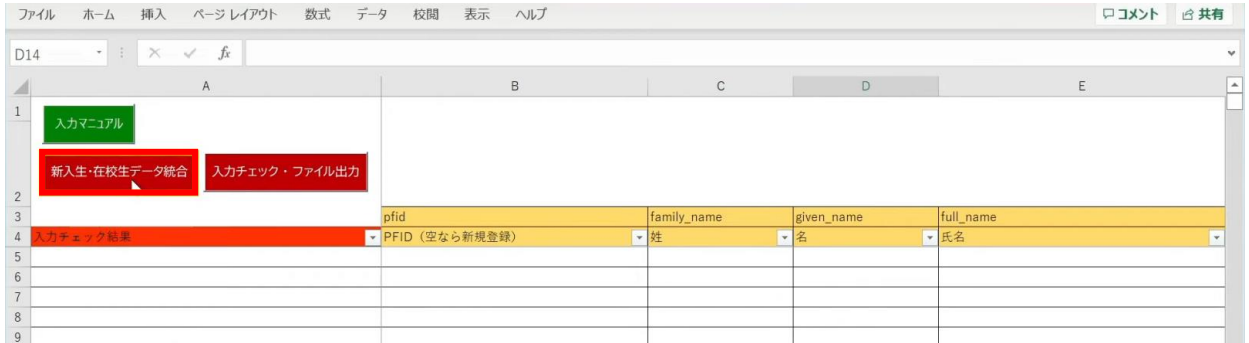 ファイル ホーム 挿入 ページ レイアウト 数式 データ 校閲 表示 ヘルプ コメント 共有
D14 fx
A B C D E
1
入力マニュアル
新入生・在校生データ統合 入力チェック・ファイル出力
2
3 pfid family_name given_name full_name
4 入力チェック結果 PFID（空なら新規登録） 姓 名 氏名
5
6
7
8
9